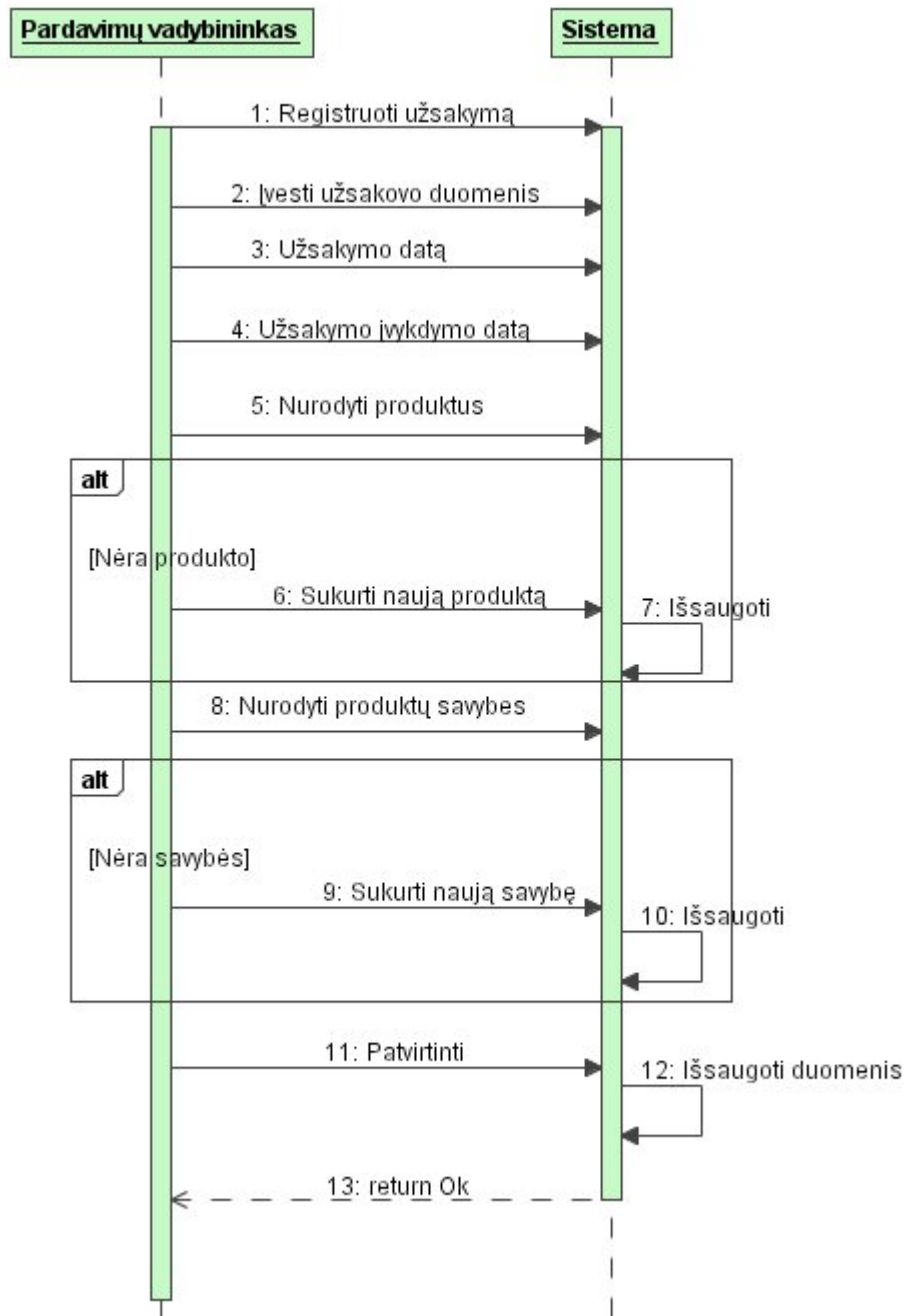 Pardavimų vadybininkas
Sistema
1: Registruoti užsakymą
2: Įvesti užsakovo duomenis
3: Užsakymo datą
4: Užsakymo įvykdymo datą
5: Nurodyti produktus
alt
[Nėra produkto]
6: Sukurti naują produktą
7: Išsaugoti
8: Nurodyti produktų savybes
alt
[Nėra savybės]
9: Sukurti naują savybę
10: Išsaugoti
11: Patvirtinti
12: Išsaugoti duomenis
13: return Ok